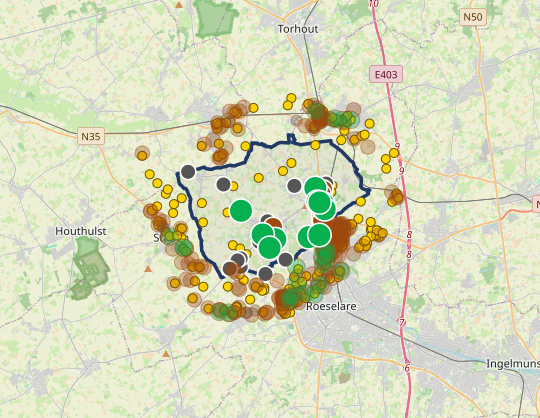 10
N50
Torhout
E403
N35
9
9
Houthulst
8
8
Roeselare
7
6
Ingelmuns